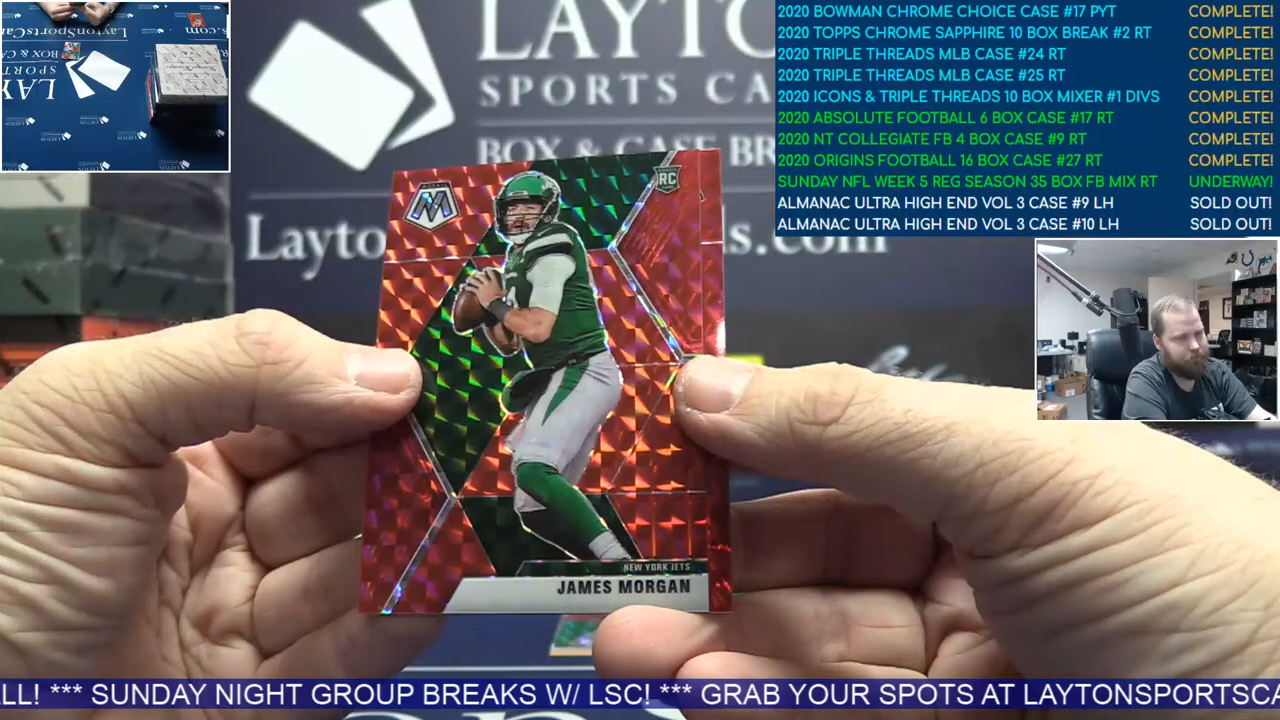 2020 BOWMAN CHROME CHOICE CASE #17 PYT COMPLETE!
2020 TOPPS CHROME SAPPHIRE 10 BOX BREAK #2 RT COMPLETE!
2020 TRIPLE THREADS MLB CASE #24 RT COMPLETE!
2020 TRIPLE THREADS MLB CASE #25 RT COMPLETE!
2020 ICONS & TRIPLE THREADS 10 BOX MIXER #1 DIVS COMPLETE!
2020 ABSOLUTE FOOTBALL 6 BOX CASE #17 RT COMPLETE!
2020 NT COLLEGIATE FB 4 BOX CASE #9 RT COMPLETE!
2020 ORIGINS FOOTBALL 16 BOX CASE #27 RT COMPLETE!
SUNDAY NFL WEEK 5 REG SEASON 35 BOX FB MIX RT UNDERWAY!
ALMANAC ULTRA HIGH END VOL 3 CASE #9 LH SOLD OUT!
ALMANAC ULTRA HIGH END VOL 3 CASE #10 LH SOLD OUT!
LAYTO
SPORTS CA
BOX & CASE BR
Layto s.com
MOSAIC
RC
NEW YORK JETS
JAMES MORGAN
LL! *** SUNDAY NIGHT GROUP BREAKS W/ LSC! *** GRAB YOUR SPOTS AT LAYTONSPORTSCA